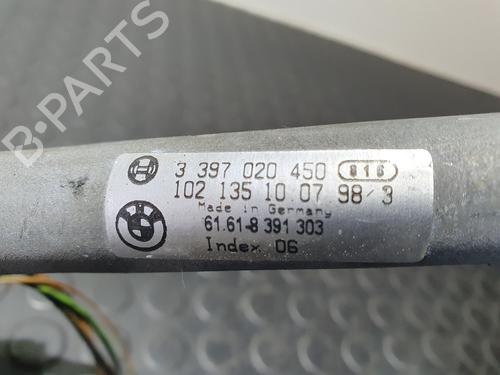 3 397 020 450 816
102 135 10.07 98/3
Made in Germany
61.61-8 391 303
Index 06
B-PARTS